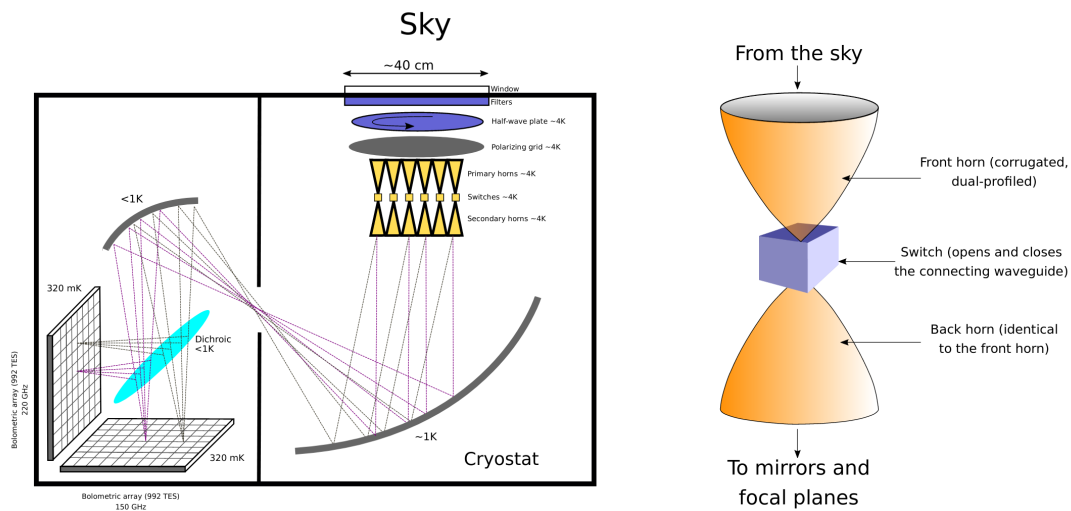 Sky
~40 cm
Window
Filters
Half-wave plate ~4K
Polarizing grid ~4K
Primary horns ~4K
Switches ~4K
Secondary horns ~4K
<1K
320 mK
Dichroic
<1K
Bolometric array (992 TES)
220 GHz
~1K
320 mK
Cryostat
Bolometric array (992 TES)
150 GHz
From the sky
Front horn (corrugated,
dual-profiled)
Switch (opens and closes
the connecting waveguide)
Back horn (identical
to the front horn)
To mirrors and
focal planes